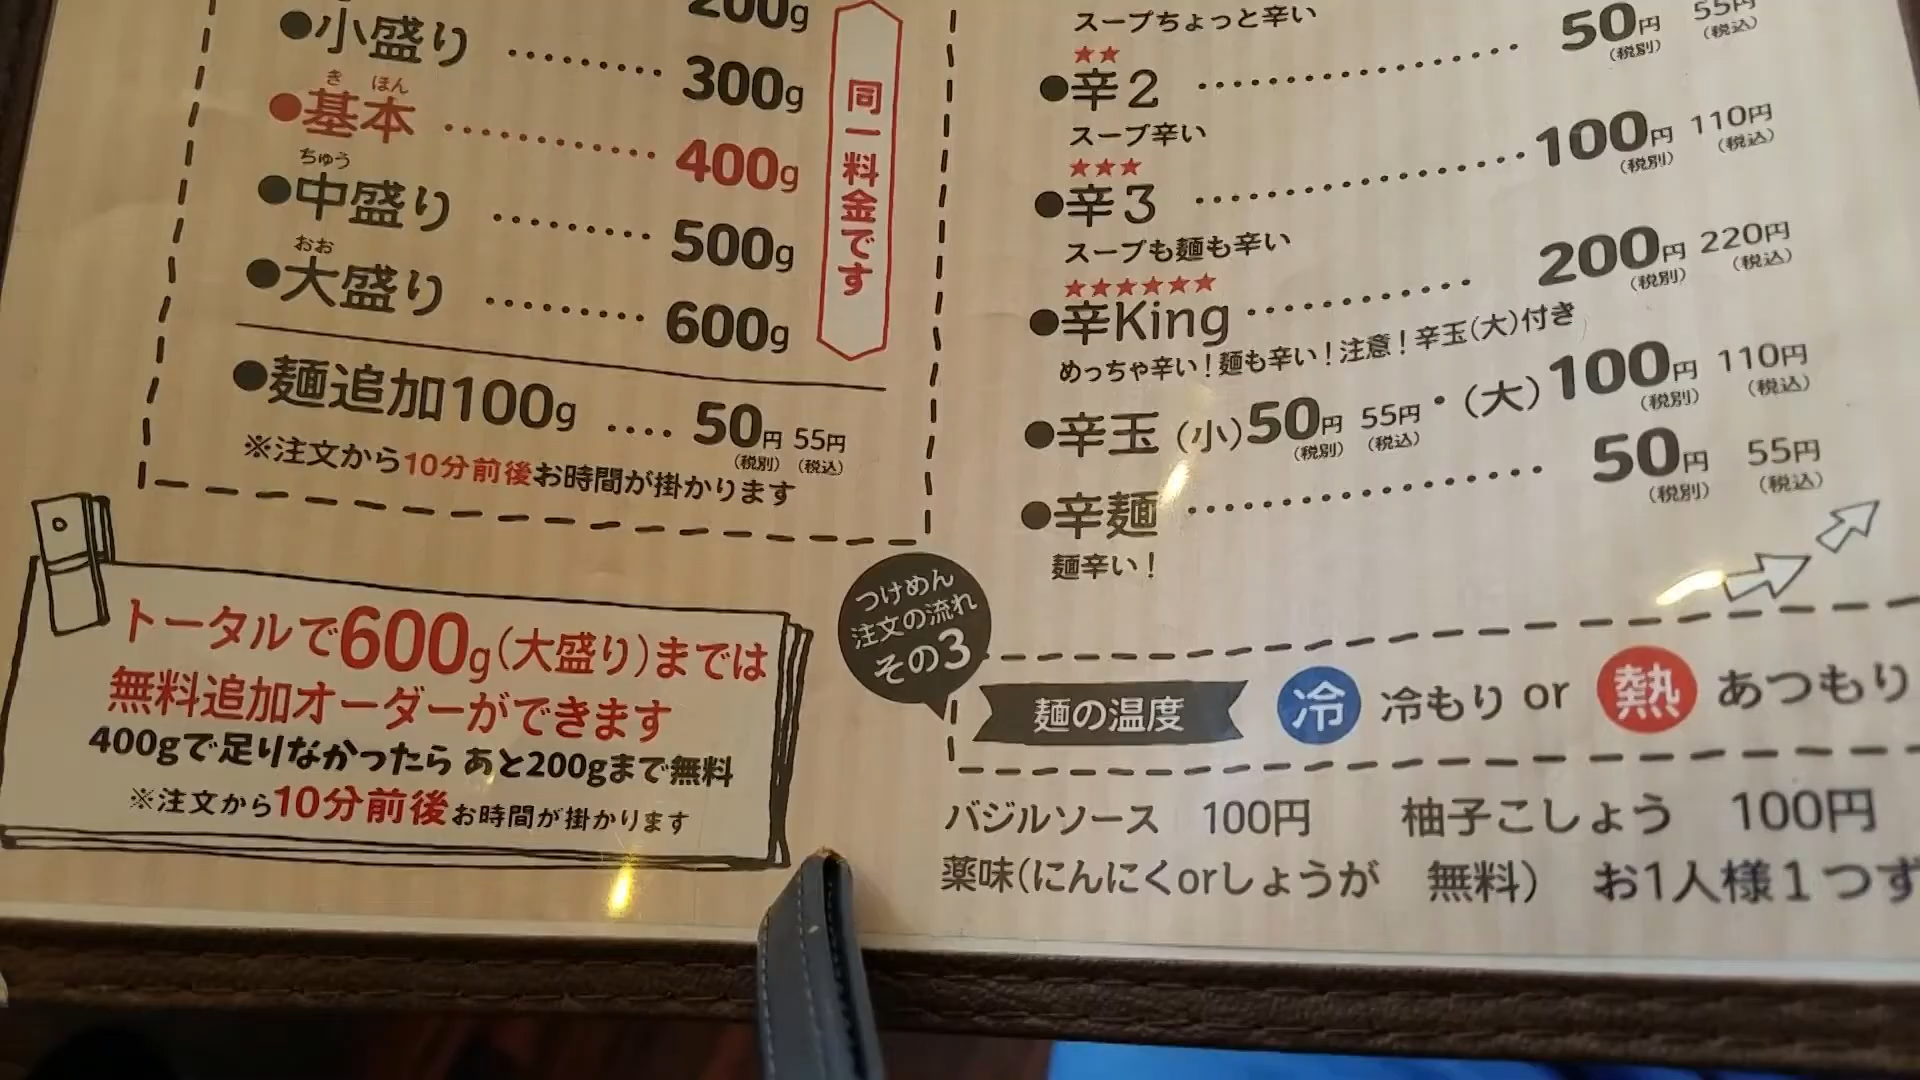 200g
●小盛り ……… 300g
き ほん
●基本 ………… 400g
ちゅう
●中盛り ……… 500g
おお
●大盛り ……… 600g
同一料金です
●麺追加100g …. 50円(税別) 55円(税込)
※注文から10分前後お時間が掛かります
トータルで600g(大盛り)までは
無料追加オーダーができます
400gで足りなかったら あと200gまで無料
※注文から10分前後お時間が掛かります
スープちょっと辛い
★★
●辛2 ………… 50円(税別) 55円(税込)
スープ辛い
★★★
●辛3 ………… 100円(税別) 110円(税込)
スープも麺も辛い
★★★★★★
●辛King ……… 200円(税別) 220円(税込)
めっちゃ辛い!麺も辛い!注意!辛玉(大)付き
●辛玉 (小)50円(税別) 55円(税込)・(大)100円(税別) 110円(税込)
●辛麺 ………… 50円(税別) 55円(税込)
麺辛い!
つけめん
注文の流れ
その3
麺の温度 冷 冷もり or 熱 あつもり
バジルソース 100円 柚子こしょう 100円
薬味(にんにくorしょうが 無料) お1人様1つず